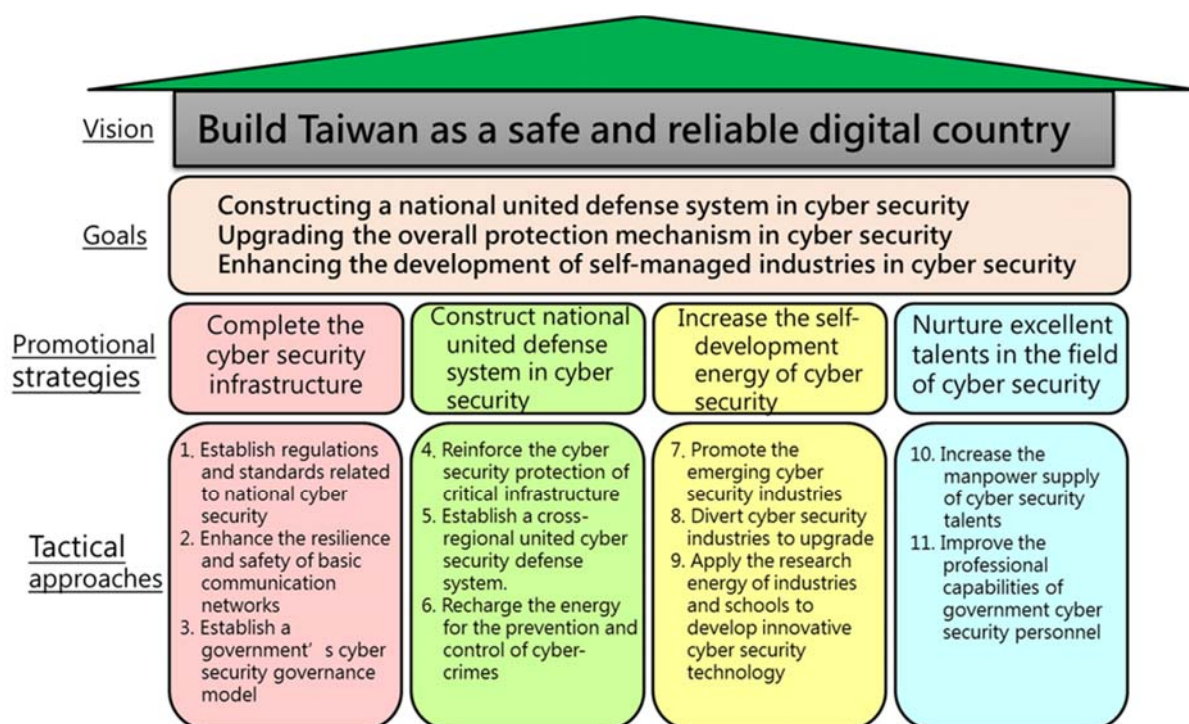 Vision
Build Taiwan as a safe and reliable digital country
Goals
Constructing a national united defense system in cyber security
Upgrading the overall protection mechanism in cyber security
Enhancing the development of self-managed industries in cyber security
Promotional
strategies
Complete the
cyber security
infrastructure
Construct national
united defense
system in cyber
security
Increase the self-
development
energy of cyber
security
Nurture excellent
talents in the field
of cyber security
Tactical
approaches
1. Establish regulations
and standards related
to national cyber
security
2. Enhance the resilience
and safety of basic
communication
networks
3. Establish a
government's cyber
security governance
model
4. Reinforce the cyber
security protection of
critical infrastructure
5. Establish a cross-
regional united cyber
security defense
system.
6. Recharge the energy
for the prevention and
control of cyber-
crimes
7. Promote the
emerging cyber
security industries
8. Divert cyber security
industries to upgrade
9. Apply the research
energy of industries
and schools to
develop innovative
cyber security
technology
10. Increase the
manpower supply
of cyber security
talents
11. Improve the
professional
capabilities of
government cyber
security personnel